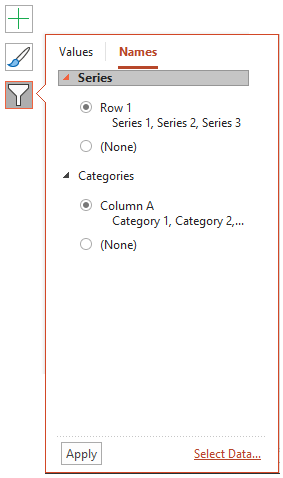 Values Names
Series
Row 1
Series 1, Series 2, Series 3
(None)
Categories
Column A
Category 1, Category 2,...
(None)
Apply Select Data...